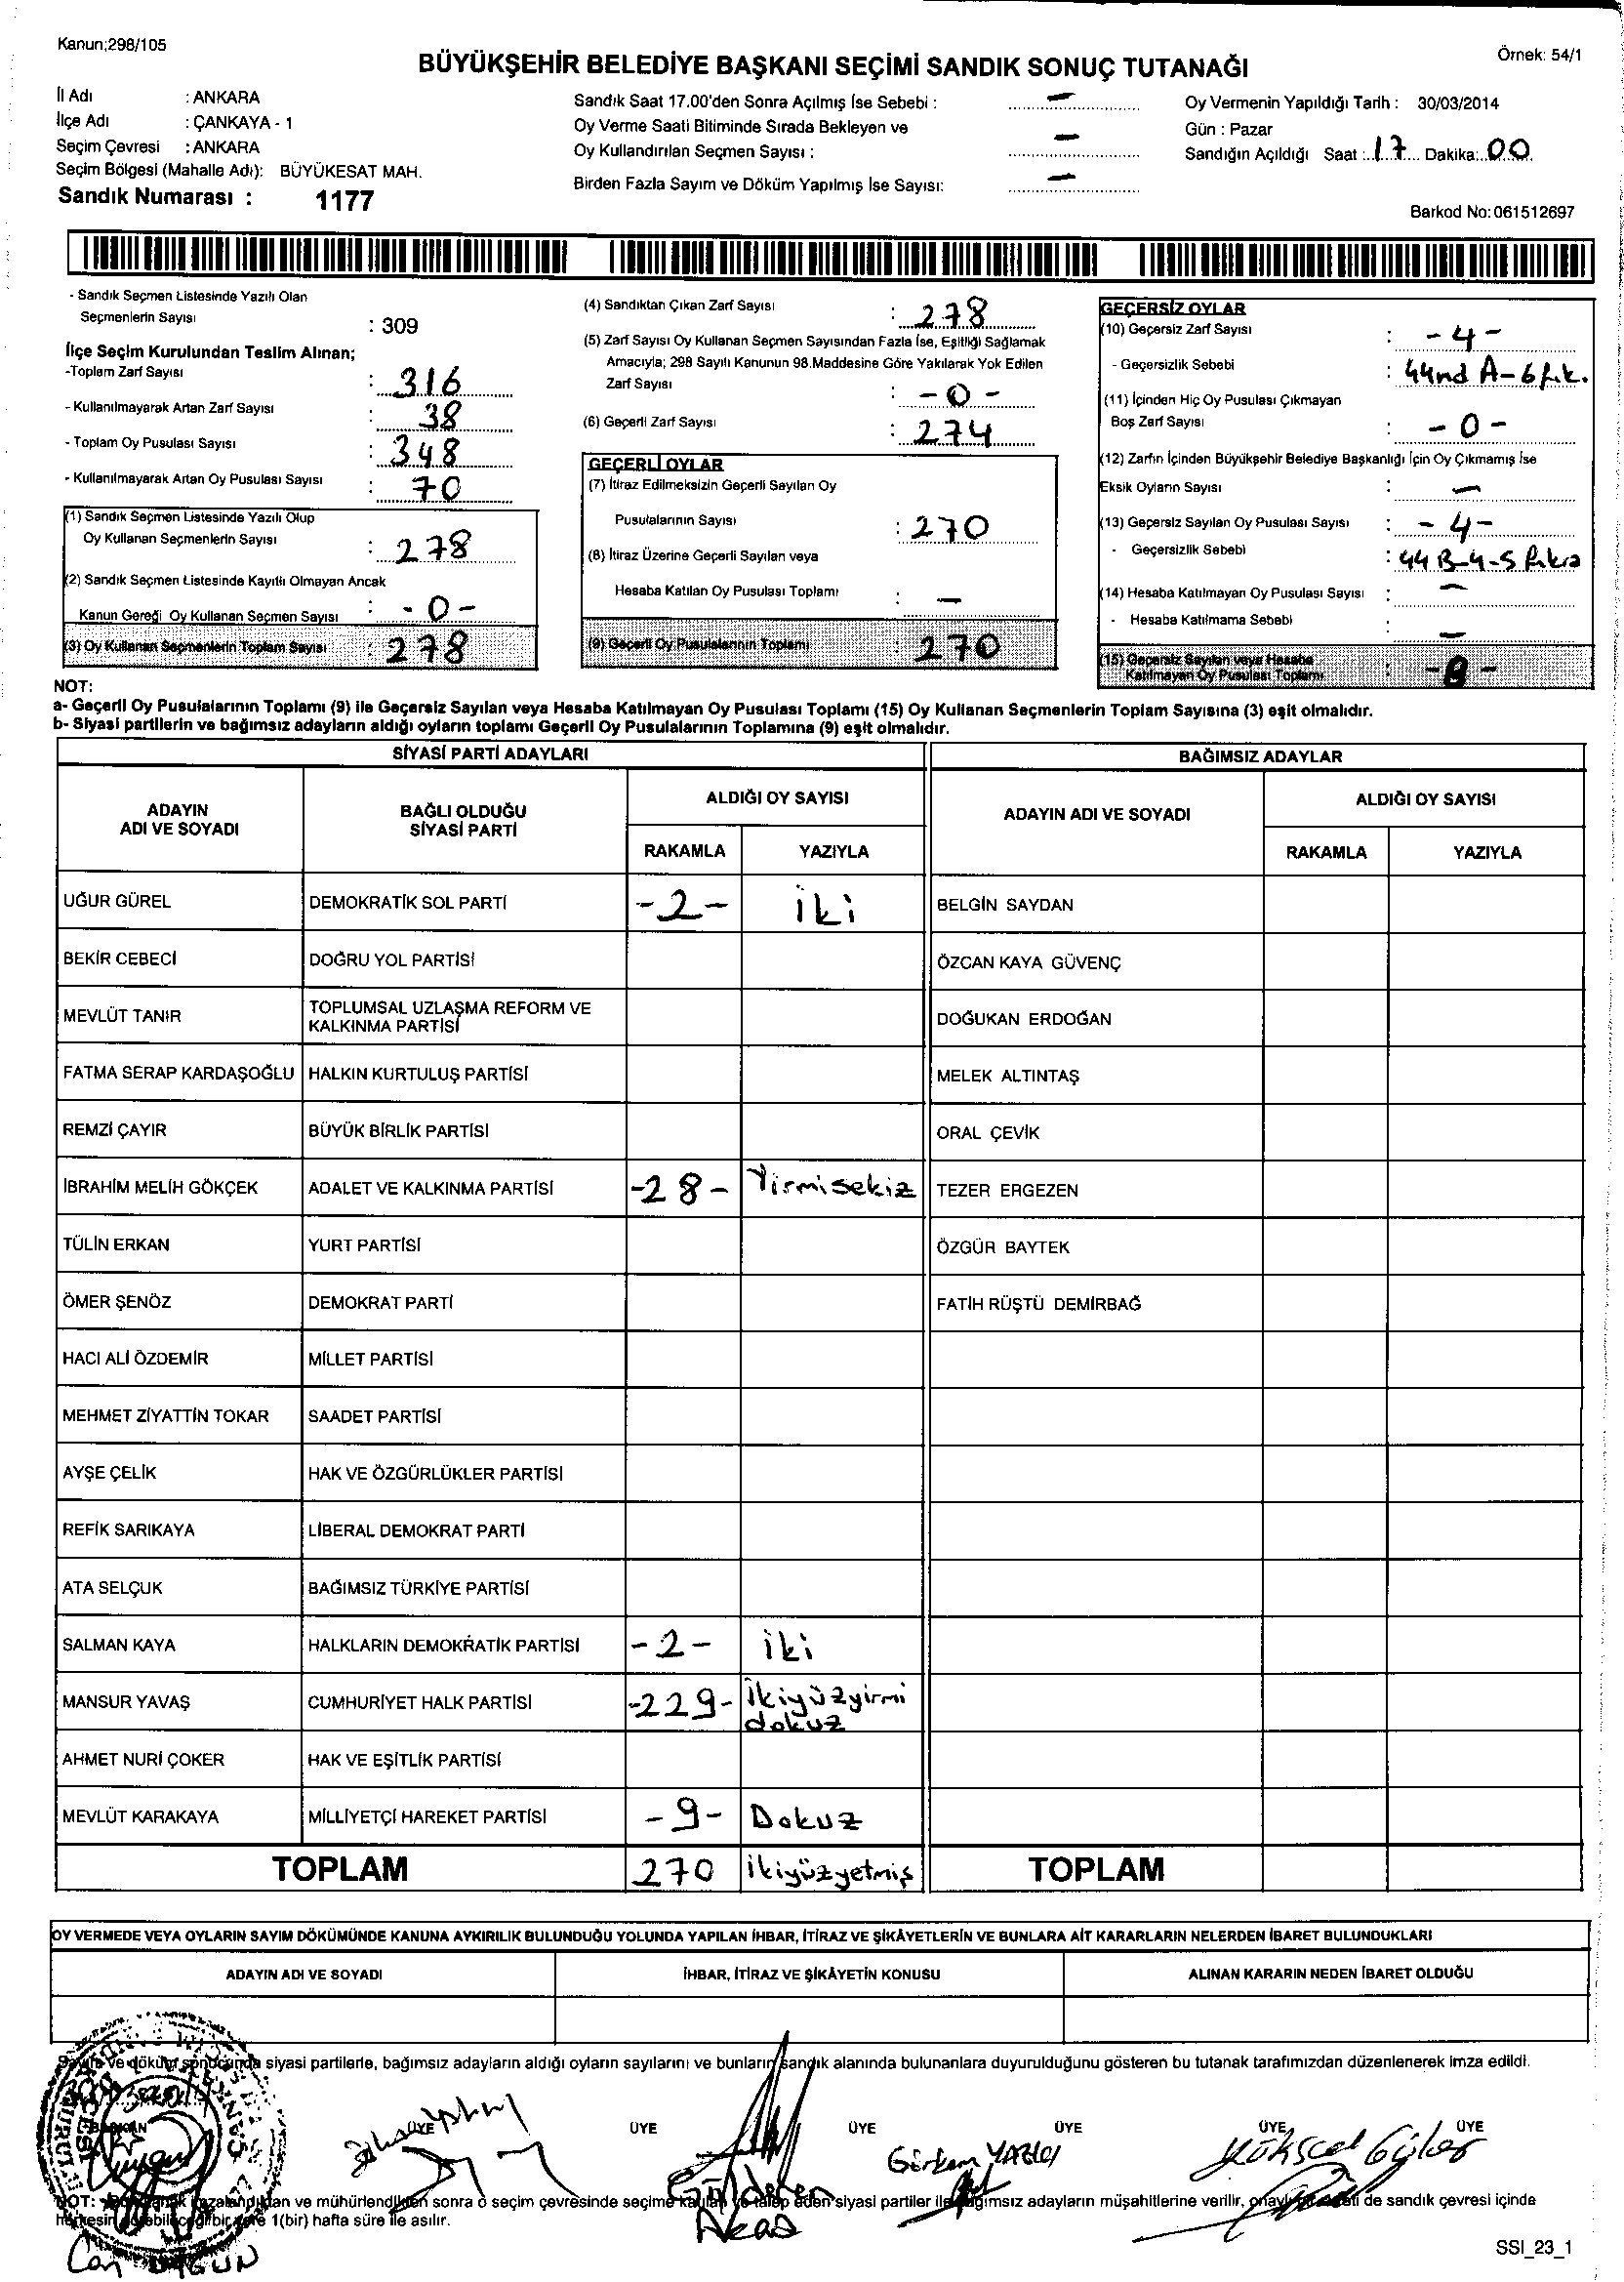 Kanun;298/105
Örnek: 54/1
BÜYÜKŞEHİR BELEDİYE BAŞKANI SEÇİMİ SANDIK SONUÇ TUTANAĞI
İl Adı : ANKARA
İlçe Adı : ÇANKAYA - 1
Seçim Çevresi : ANKARA
Seçim Bölgesi (Mahalle Adı): BÜYÜKESAT MAH.
Sandık Numarası : 1177
Sandık Saat 17.00'den Sonra Açılmış İse Sebebi : –
Oy Verme Saati Bitiminde Sırada Bekleyen ve
Oy Kullandırılan Seçmen Sayısı : –
Birden Fazla Sayım ve Döküm Yapılmış İse Sayısı: –
Oy Vermenin Yapıldığı Tarih : 30/03/2014
Gün : Pazar
Sandığın Açıldığı Saat : 17 Dakika: 00
Barkod No: 061512697
- Sandık Seçmen Listesinde Yazılı Olan
Seçmenlerin Sayısı : 309
İlçe Seçim Kurulundan Teslim Alınan;
-Toplam Zarf Sayısı : 316
- Kullanılmayarak Artan Zarf Sayısı : 38
- Toplam Oy Pusulası Sayısı : 348
- Kullanılmayarak Artan Oy Pusulası Sayısı : 70
(1) Sandık Seçmen Listesinde Yazılı Olup
Oy Kullanan Seçmenlerin Sayısı : 278
(2) Sandık Seçmen Listesinde Kayıtlı Olmayan Ancak
Kanun Gereği Oy Kullanan Seçmen Sayısı : -0-
(3) Oy Kullanan Seçmenlerin Toplam Sayısı : 278
(4) Sandıktan Çıkan Zarf Sayısı : 278
(5) Zarf Sayısı Oy Kullanan Seçmen Sayısından Fazla İse, Eşitliği Sağlamak
Amacıyla; 298 Sayılı Kanunun 98.Maddesine Göre Yakılarak Yok Edilen
Zarf Sayısı : -0-
(6) Geçerli Zarf Sayısı : 274
GEÇERLİ OYLAR
(7) İtiraz Edilmeksizin Geçerli Sayılan Oy
Pusulalarının Sayısı : 270
(8) İtiraz Üzerine Geçerli Sayılan veya
Hesaba Katılan Oy Pusulası Toplamı : –
(9) Geçerli Oy Pusulalarının Toplamı : 270
GEÇERSİZ OYLAR
(10) Geçersiz Zarf Sayısı : -4-
- Geçersizlik Sebebi : 44nd A-6 fık.
(11) İçinden Hiç Oy Pusulası Çıkmayan
Boş Zarf Sayısı : -0-
(12) Zarfın İçinden Büyükşehir Belediye Başkanlığı İçin Oy Çıkmamış İse
Eksik Oyların Sayısı : –
(13) Geçersiz Sayılan Oy Pusulası Sayısı : -4-
- Geçersizlik Sebebi : 44 B-4-5 fıkra
(14) Hesaba Katılmayan Oy Pusulası Sayısı : –
- Hesaba Katılmama Sebebi : –
(15) Geçersiz Sayılan veya Hesaba
Katılmayan Oy Pusulası Toplamı : -8-
NOT:
a- Geçerli Oy Pusulalarının Toplamı (9) ile Geçersiz Sayılan veya Hesaba Katılmayan Oy Pusulası Toplamı (15) Oy Kullanan Seçmenlerin Toplam Sayısına (3) eşit olmalıdır.
b- Siyasi partilerin ve bağımsız adayların aldığı oyların toplamı Geçerli Oy Pusulalarının Toplamına (9) eşit olmalıdır.
SİYASİ PARTİ ADAYLARI BAĞIMSIZ ADAYLAR
ADAYIN
ADI VE SOYADI
BAĞLI OLDUĞU
SİYASİ PARTİ
ALDIĞI OY SAYISI
RAKAMLA YAZIYLA
ADAYIN ADI VE SOYADI
ALDIĞI OY SAYISI
RAKAMLA YAZIYLA
UĞUR GÜREL DEMOKRATİK SOL PARTİ -2- iki BELGİN SAYDAN
BEKİR CEBECİ DOĞRU YOL PARTİSİ ÖZCAN KAYA GÜVENÇ
MEVLÜT TANIR TOPLUMSAL UZLAŞMA REFORM VE
KALKINMA PARTİSİ DOĞUKAN ERDOĞAN
FATMA SERAP KARDAŞOĞLU HALKIN KURTULUŞ PARTİSİ MELEK ALTINTAŞ
REMZİ ÇAYIR BÜYÜK BİRLİK PARTİSİ ORAL ÇEVİK
İBRAHİM MELİH GÖKÇEK ADALET VE KALKINMA PARTİSİ -28- Yirmisekiz TEZER ERGEZEN
TÜLİN ERKAN YURT PARTİSİ ÖZGÜR BAYTEK
ÖMER ŞENÖZ DEMOKRAT PARTİ FATİH RÜŞTÜ DEMİRBAĞ
HACI ALİ ÖZDEMİR MİLLET PARTİSİ
MEHMET ZİYATTİN TOKAR SAADET PARTİSİ
AYŞE ÇELİK HAK VE ÖZGÜRLÜKLER PARTİSİ
REFİK SARIKAYA LİBERAL DEMOKRAT PARTİ
ATA SELÇUK BAĞIMSIZ TÜRKİYE PARTİSİ
SALMAN KAYA HALKLARIN DEMOKRATİK PARTİSİ -2- iki
MANSUR YAVAŞ CUMHURİYET HALK PARTİSİ -229- ikiyüzyirmi
dokuz
AHMET NURİ ÇOKER HAK VE EŞİTLİK PARTİSİ
MEVLÜT KARAKAYA MİLLİYETÇİ HAREKET PARTİSİ -9- Dokuz
TOPLAM 270 ikiyüzyetmiş TOPLAM
OY VERMEDE VEYA OYLARIN SAYIM DÖKÜMÜNDE KANUNA AYKIRILIK BULUNDUĞU YOLUNDA YAPILAN İHBAR, İTİRAZ VE ŞİKÂYETLERİN VE BUNLARA AİT KARARLARIN NELERDEN İBARET BULUNDUKLARI
ADAYIN ADI VE SOYADI İHBAR, İTİRAZ VE ŞİKÂYETİN KONUSU ALINAN KARARIN NEDEN İBARET OLDUĞU
Sayım ve döküm sonucunda siyasi partilerle, bağımsız adayların aldığı oyların sayılarını ve bunların sandık alanında bulunanlara duyurulduğunu gösteren bu tutanak tarafımızdan düzenlenerek imza edildi.
BAŞKAN ÜYE ÜYE ÜYE ÜYE ÜYE ÜYE
Gürkan YAZICI
Göksel Güler
NOT: imzalandıktan ve mühürlendikten sonra o seçim çevresinde seçime katılan ve talep eden siyasi partiler ile bağımsız adayların müşahitlerine verilir, de sandık çevresi içinde
herkesin görebileceği bir yere 1(bir) hafta süre ile asılır.
Can UYGUN
SSI_23_1